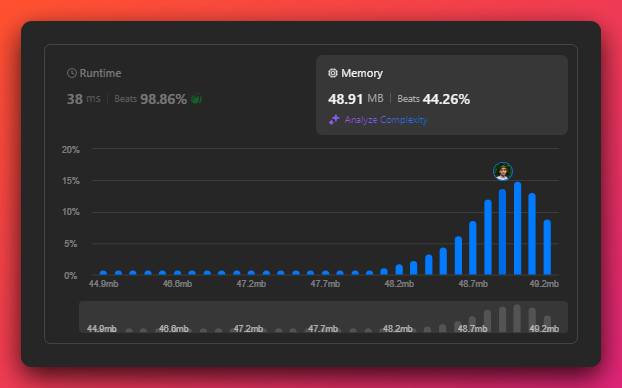 Runtime
38 ms | Beats 98.86%
Memory
48.91 MB | Beats 44.26%
Analyze Complexity
20%
15%
10%
5%
0%
44.9mb 46.6mb 47.2mb 47.7mb 48.2mb 48.7mb 49.2mb
44.9mb 46.6mb 47.2mb 47.7mb 48.2mb 48.7mb 49.2mb